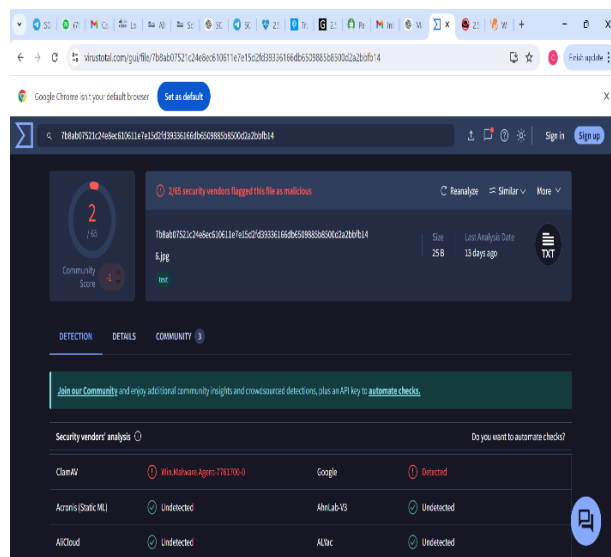 virustotal.com/gui/file/7b8ab07521c24e8ec610611e7e15d2fd39336166db6509885b8500d2a2bbfb14
Finish update
Google Chrome isn't your default browser
Set as default
7b8ab07521c24e8ec610611e7e15d2fd39336166db6509885b8500d2a2bbfb14
Sign in
Sign up
2
/ 65
Community
Score
-1
2/65 security vendors flagged this file as malicious
Reanalyze
Similar
More
7b8ab07521c24e8ec610611e7e15d2fd39336166db6509885b8500d2a2bbfb14
6.jpg
text
Size
25 B
Last Analysis Date
13 days ago
TXT
DETECTION
DETAILS
COMMUNITY 3
Join our Community and enjoy additional community insights and crowdsourced detections, plus an API key to automate checks.
Security vendors' analysis
Do you want to automate checks?
ClamAV
Win.Malware.Agent-7761700-0
Google
Detected
Acronis (Static ML)
Undetected
AhnLab-V3
Undetected
AliCloud
Undetected
ALYac
Undetected